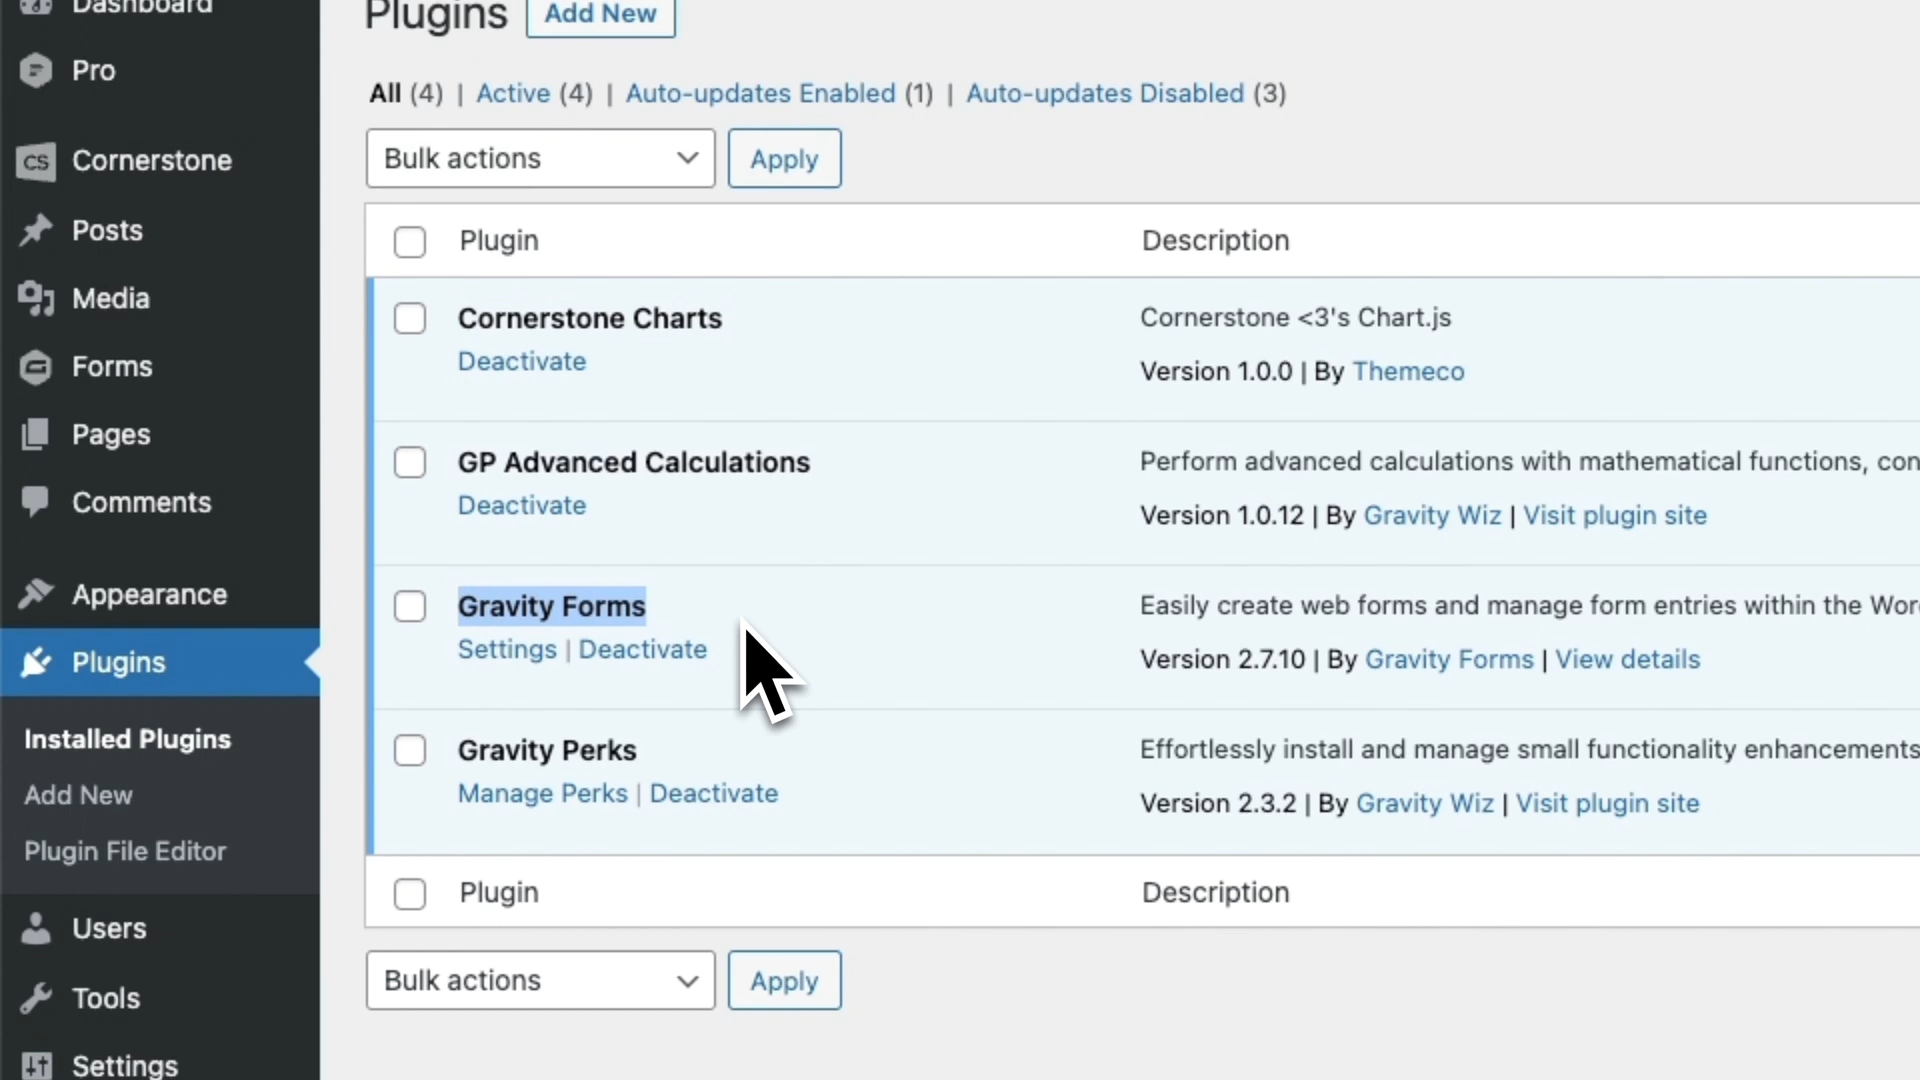 Dashboard
Pro
Cornerstone
Posts
Media
Forms
Pages
Comments
Appearance
Plugins
Installed Plugins
Add New
Plugin File Editor
Users
Tools
Settings
Plugins Add New
All (4) | Active (4) | Auto-updates Enabled (1) | Auto-updates Disabled (3)
Bulk actions Apply
Plugin Description
Cornerstone Charts
Deactivate
Cornerstone <3's Chart.js
Version 1.0.0 | By Themeco
GP Advanced Calculations
Deactivate
Perform advanced calculations with mathematical functions, con
Version 1.0.12 | By Gravity Wiz | Visit plugin site
Gravity Forms
Settings | Deactivate
Easily create web forms and manage form entries within the Wor
Version 2.7.10 | By Gravity Forms | View details
Gravity Perks
Manage Perks | Deactivate
Effortlessly install and manage small functionality enhancements
Version 2.3.2 | By Gravity Wiz | Visit plugin site
Plugin Description
Bulk actions Apply
CS